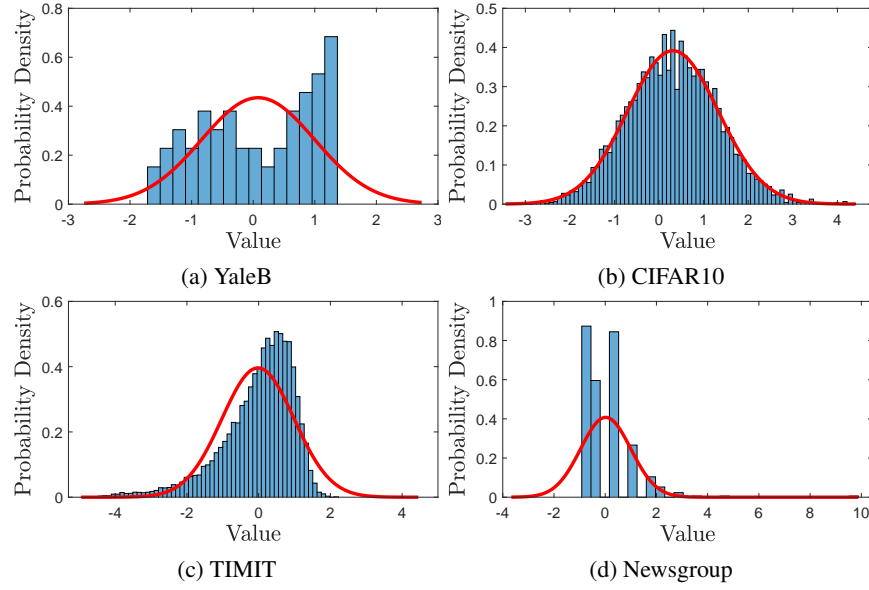 0.8
0.6
0.4
0.2
0
Probability Density
-3 -2 -1 0 1 2 3
Value
(a) YaleB
0.5
0.4
0.3
0.2
0.1
0
Probability Density
-3 -2 -1 0 1 2 3 4
Value
(b) CIFAR10
0.6
0.4
0.2
0
Probability Density
-4 -2 0 2 4
Value
(c) TIMIT
1
0.8
0.6
0.4
0.2
0
Probability Density
-4 -2 0 2 4 6 8 10
Value
(d) Newsgroup